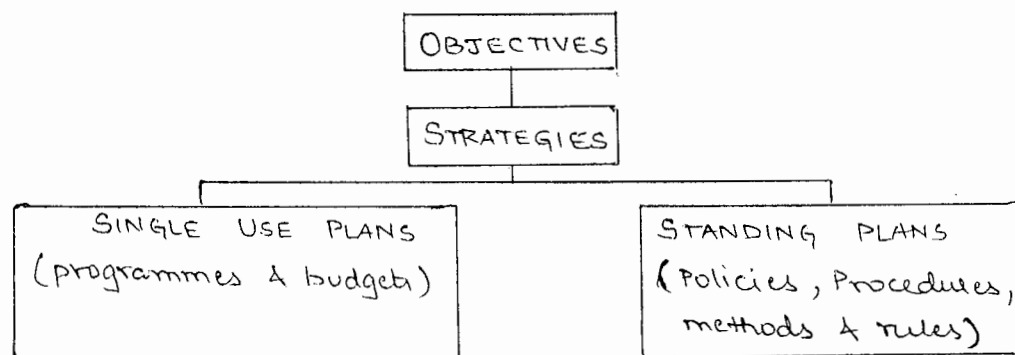 OBJECTIVES
STRATEGIES
SINGLE USE PLANS
(programmes & budgets)
STANDING PLANS
(Policies, Procedures,
methods & rules)